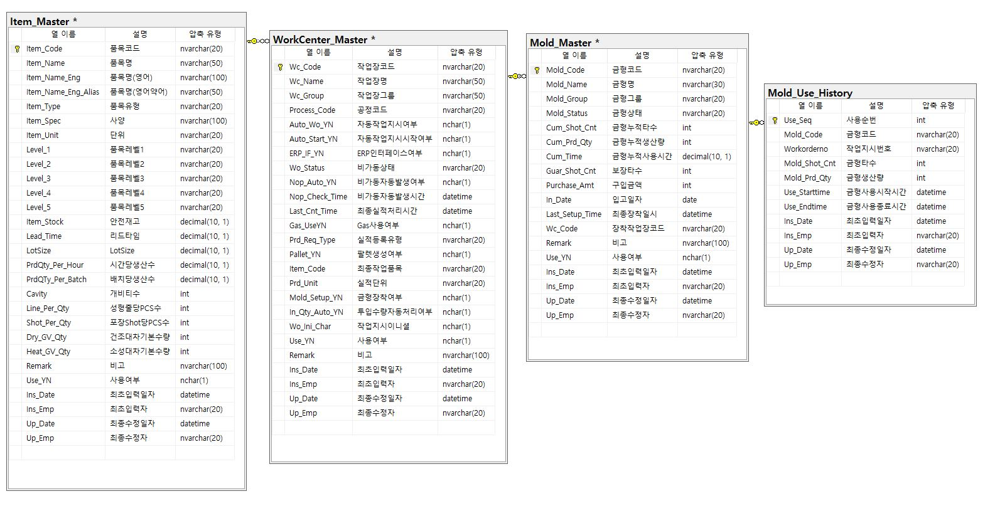 Item_Master *
열 이름 설명 압축 유형
Item_Code 품목코드 nvarchar(20)
Item_Name 품목명 nvarchar(50)
Item_Name_Eng 품목명(영어) nvarchar(100)
Item_Name_Eng_Alias 품목명(영어약어) nvarchar(50)
Item_Type 품목유형 nvarchar(20)
Item_Spec 사양 nvarchar(100)
Item_Unit 단위 nvarchar(20)
Level_1 품목레벨1 nvarchar(20)
Level_2 품목레벨2 nvarchar(20)
Level_3 품목레벨3 nvarchar(20)
Level_4 품목레벨4 nvarchar(20)
Level_5 품목레벨5 nvarchar(20)
Item_Stock 안전재고 decimal(10, 1)
Lead_Time 리드타임 decimal(10, 1)
LotSize LotSize decimal(10, 1)
PrdQty_Per_Hour 시간당생산수 decimal(10, 1)
PrdQTy_Per_Batch 배치당생산수 decimal(10, 1)
Cavity 개비티수 int
Line_Per_Qty 성형줄당PCS수 int
Shot_Per_Qty 포장Shot당PCS수 int
Dry_GV_Qty 건조대차기본수량 int
Heat_GV_Qty 소성대차기본수량 int
Remark 비고 nvarchar(100)
Use_YN 사용여부 nchar(1)
Ins_Date 최초입력일자 datetime
Ins_Emp 최초입력자 nvarchar(20)
Up_Date 최종수정일자 datetime
Up_Emp 최종수정자 nvarchar(20)
WorkCenter_Master *
열 이름 설명 압축 유형
Wc_Code 작업장코드 nvarchar(20)
Wc_Name 작업장명 nvarchar(50)
Wc_Group 작업장그룹 nvarchar(50)
Process_Code 공정코드 nvarchar(20)
Auto_Wo_YN 자동작업지시여부 nchar(1)
Auto_Start_YN 자동작업지시시작여부 nchar(1)
ERP_IF_YN ERP인터페이스여부 nchar(1)
Wo_Status 비가동상태 nvarchar(20)
Nop_Auto_YN 비가동자동발생여부 nchar(1)
Nop_Check_Time 비가동자동발생시간 datetime
Last_Cnt_Time 최종실적처리시간 datetime
Gas_UseYN Gas사용여부 nchar(1)
Prd_Req_Type 실적등록유형 nvarchar(20)
Pallet_YN 팔렛생성여부 nchar(1)
Item_Code 최종작업품목 nvarchar(20)
Prd_Unit 실적단위 nvarchar(20)
Mold_Setup_YN 금형장착여부 nchar(1)
In_Qty_Auto_YN 투입수량자동처리여부 nchar(1)
Wo_Ini_Char 작업지시이니셜 nchar(1)
Use_YN 사용여부 nchar(1)
Remark 비고 nvarchar(100)
Ins_Date 최초입력일자 datetime
Ins_Emp 최초입력자 nvarchar(20)
Up_Date 최종수정일자 datetime
Up_Emp 최종수정자 nvarchar(20)
Mold_Master *
열 이름 설명 압축 유형
Mold_Code 금형코드 nvarchar(20)
Mold_Name 금형명 nvarchar(30)
Mold_Group 금형그룹 nvarchar(20)
Mold_Status 금형상태 nvarchar(20)
Cum_Shot_Cnt 금형누적타수 int
Cum_Prd_Qty 금형누적생산량 int
Cum_Time 금형누적사용시간 decimal(10, 1)
Guar_Shot_Cnt 보장타수 int
Purchase_Amt 구입금액 int
In_Date 입고일자 date
Last_Setup_Time 최종장착일시 datetime
Wc_Code 장착작업장코드 nvarchar(20)
Remark 비고 nvarchar(100)
Use_YN 사용여부 nchar(1)
Ins_Date 최초입력일자 datetime
Ins_Emp 최초입력자 nvarchar(20)
Up_Date 최종수정일자 datetime
Up_Emp 최종수정자 nvarchar(20)
Mold_Use_History
열 이름 설명 압축 유형
Use_Seq 사용순번 int
Mold_Code 금형코드 nvarchar(20)
Workorderno 작업지시번호 nvarchar(20)
Mold_Shot_Cnt 금형타수 int
Mold_Prd_Qty 금형생산량 int
Use_Starttime 금형사용시작시간 datetime
Use_Endtime 금형사용종료시간 datetime
Ins_Date 최초입력일자 datetime
Ins_Emp 최초입력자 nvarchar(20)
Up_Date 최종수정일자 datetime
Up_Emp 최종수정자 nvarchar(20)